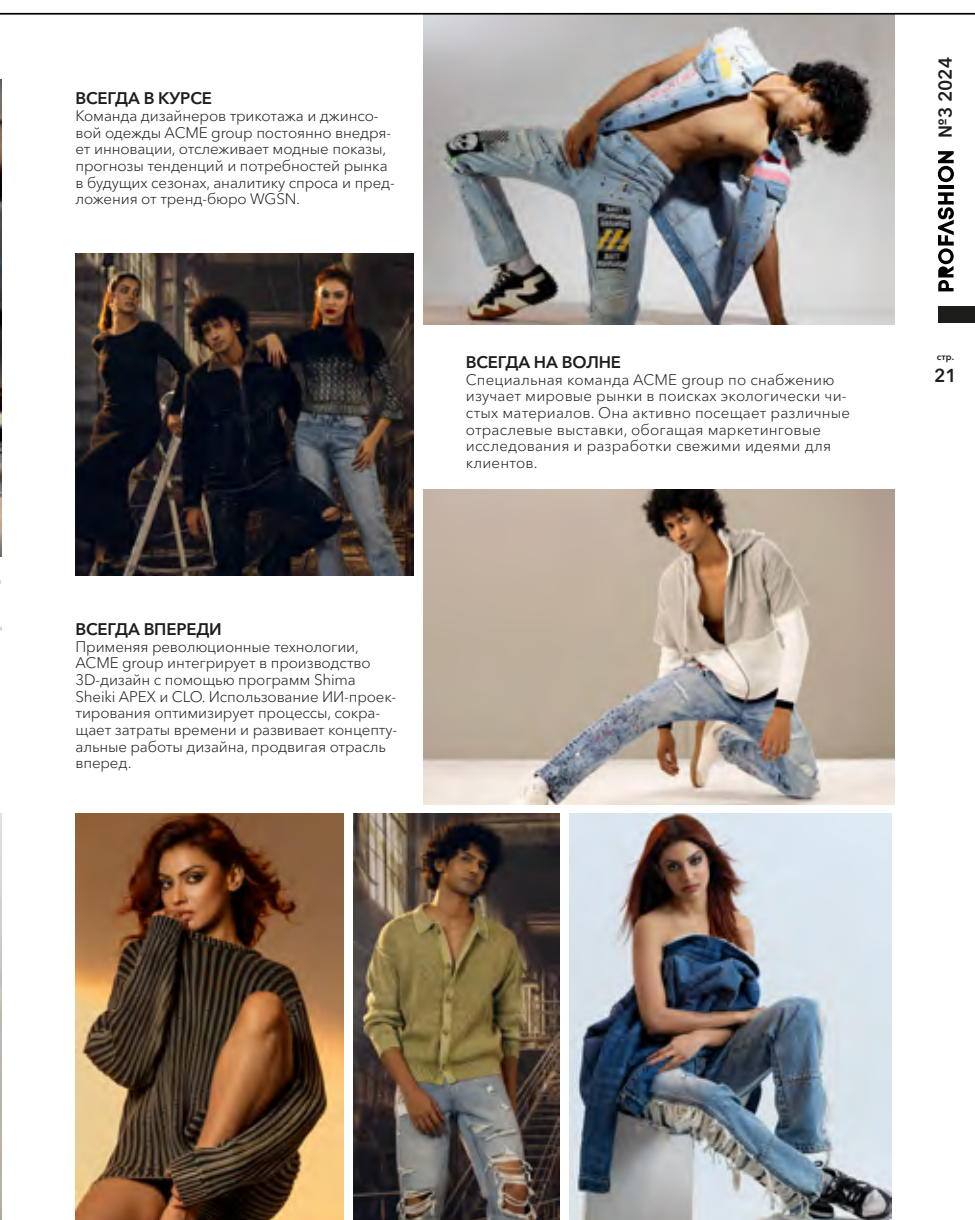 ВСЕГДА В КУРСЕ
Команда дизайнеров трикотажа и джинсо-
вой одежды ACME group постоянно внедря-
ет инновации, отслеживает модные показы,
прогнозы тенденций и потребностей рынка
в будущих сезонах, аналитику спроса и пред-
ложения от тренд-бюро WGSN.
ВСЕГДА НА ВОЛНЕ
Специальная команда ACME group по снабжению
изучает мировые рынки в поисках экологически чи-
стых материалов. Она активно посещает различные
отраслевые выставки, обогащая маркетинговые
исследования и разработки свежими идеями для
клиентов.
ВСЕГДА ВПЕРЕДИ
Применяя революционные технологии,
ACME group интегрирует в производство
3D-дизайн с помощью программ Shima
Sheiki APEX и CLO. Использование ИИ-проек-
тирования оптимизирует процессы, сокра-
щает затраты времени и развивает концепту-
альные работы дизайна, продвигая отрасль
вперед.
PROFASHION №3 2024
стр.
21